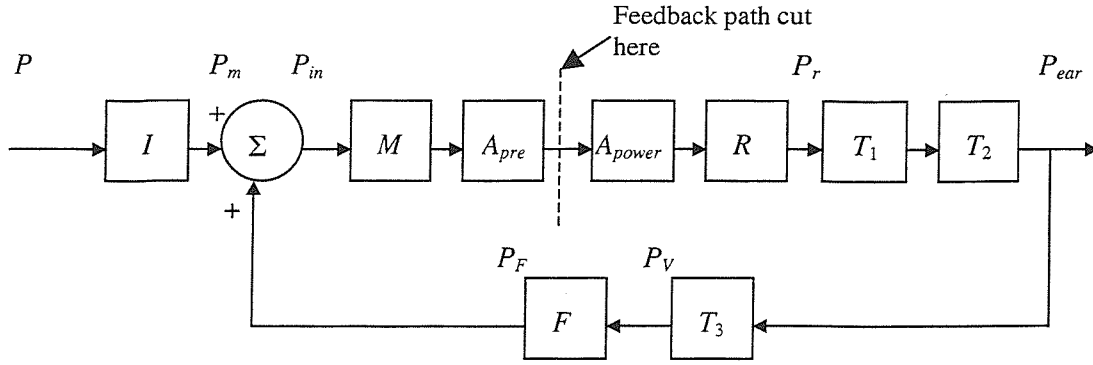 Feedback path cut
here
P
P_m
P_in
P_r
P_ear
+
I
Σ
M
A_pre
A_power
R
T_1
T_2
+
P_F
P_V
F
T_3